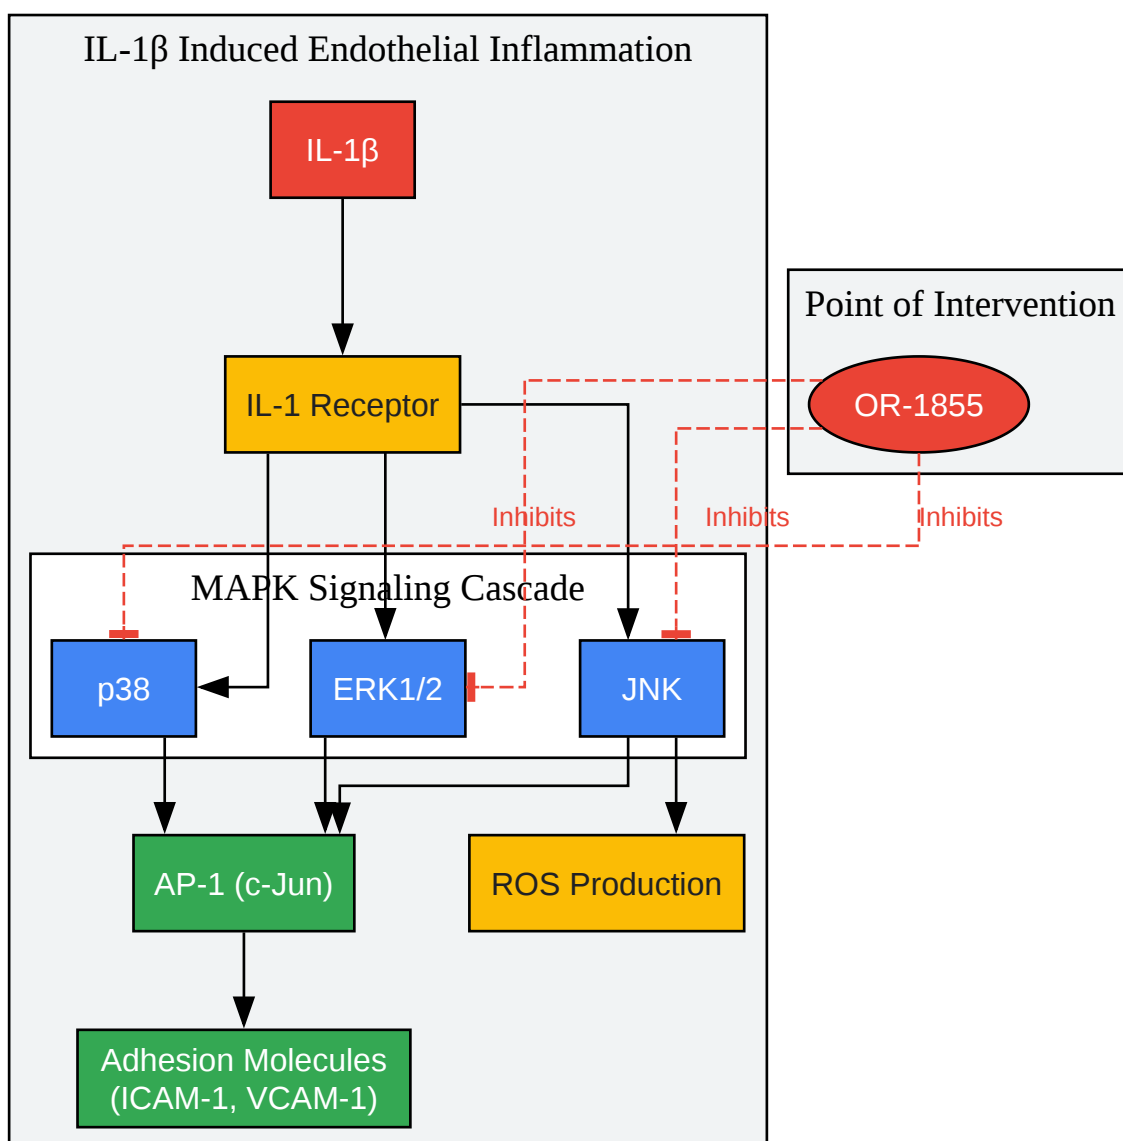 IL-1β Induced Endothelial Inflammation
IL-1β
Point of Intervention
IL-1 Receptor
OR-1855
Inhibits
Inhibits
Inhibits
MAPK Signaling Cascade
p38
ERK1/2
JNK
AP-1 (c-Jun)
ROS Production
Adhesion Molecules
(ICAM-1, VCAM-1)